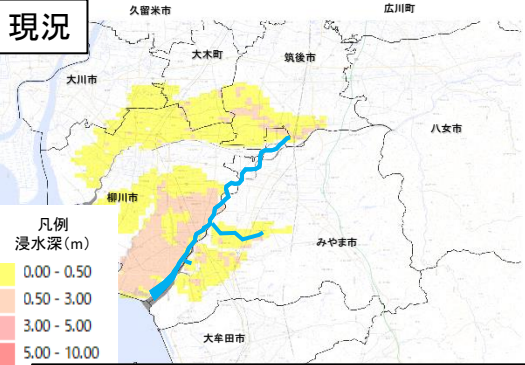 現況
久留米市
広川町
大木町
筑後市
大川市
八女市
柳川市
みやま市
大牟田市
凡例
浸水深(m)
0.00 - 0.50
0.50 - 3.00
3.00 - 5.00
5.00 - 10.00